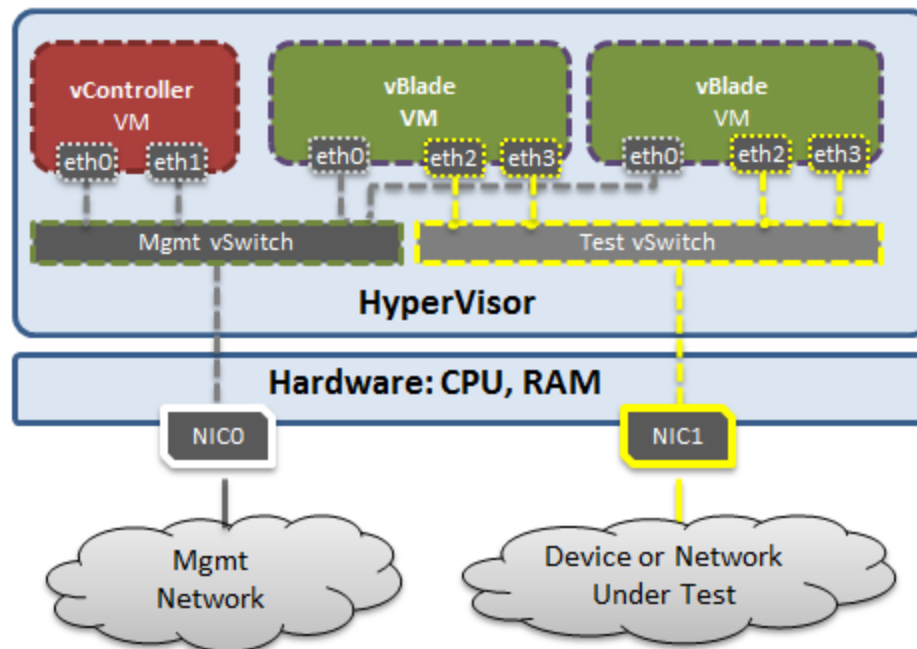 vController
VM
vBlade
VM
vBlade
VM
eth0
eth1
eth0
eth2
eth3
eth0
eth2
eth3
Mgmt vSwitch
Test vSwitch
HyperVisor
Hardware: CPU, RAM
NIC0
NIC1
Mgmt
Network
Device or Network
Under Test